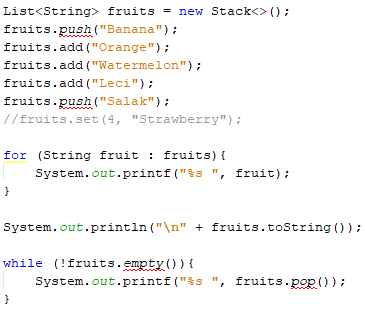 List<String> fruits = new Stack<>();
fruits.push("Banana");
fruits.add("Orange");
fruits.add("Watermelon");
fruits.add("Leci");
fruits.push("Salak");
//fruits.set(4, "Strawberry");
for (String fruit : fruits){
    System.out.printf("%s ", fruit);
}
System.out.println("\n" + fruits.toString());
while (!fruits.empty()){
    System.out.printf("%s ", fruits.pop());
}